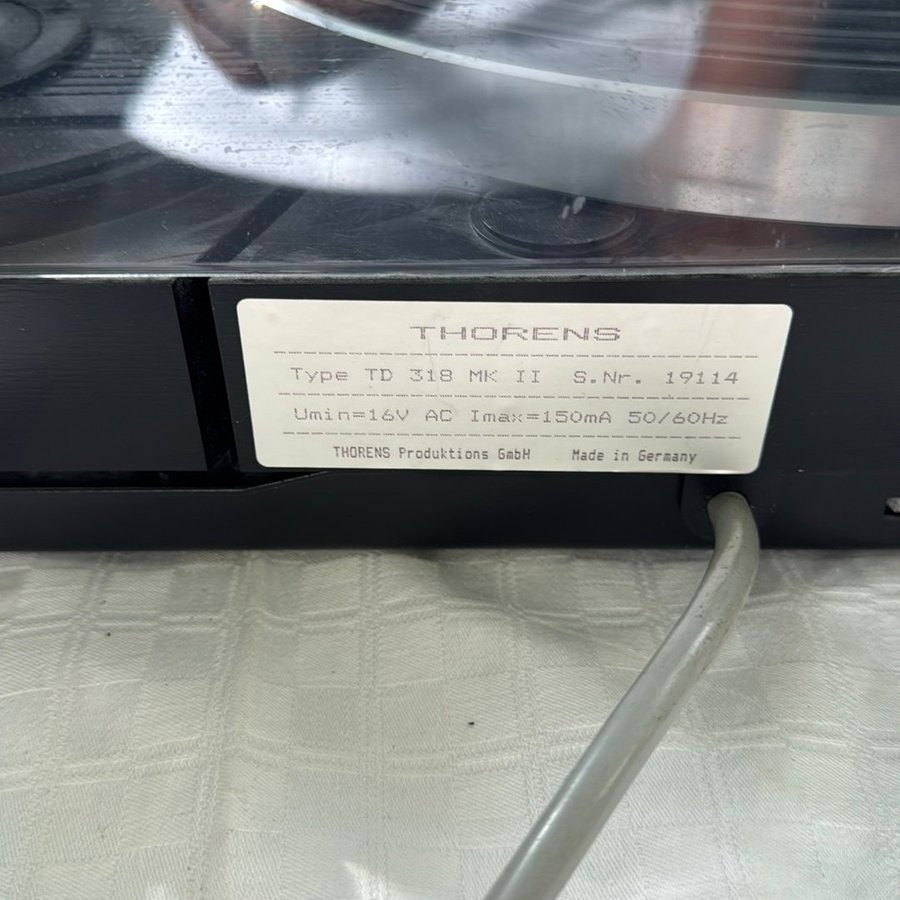 THORENS
Type TD 318 MK II S.Nr. 19114
Umin=16V AC Imax=150mA 50/60Hz
THORENS Produktions GmbH Made in Germany